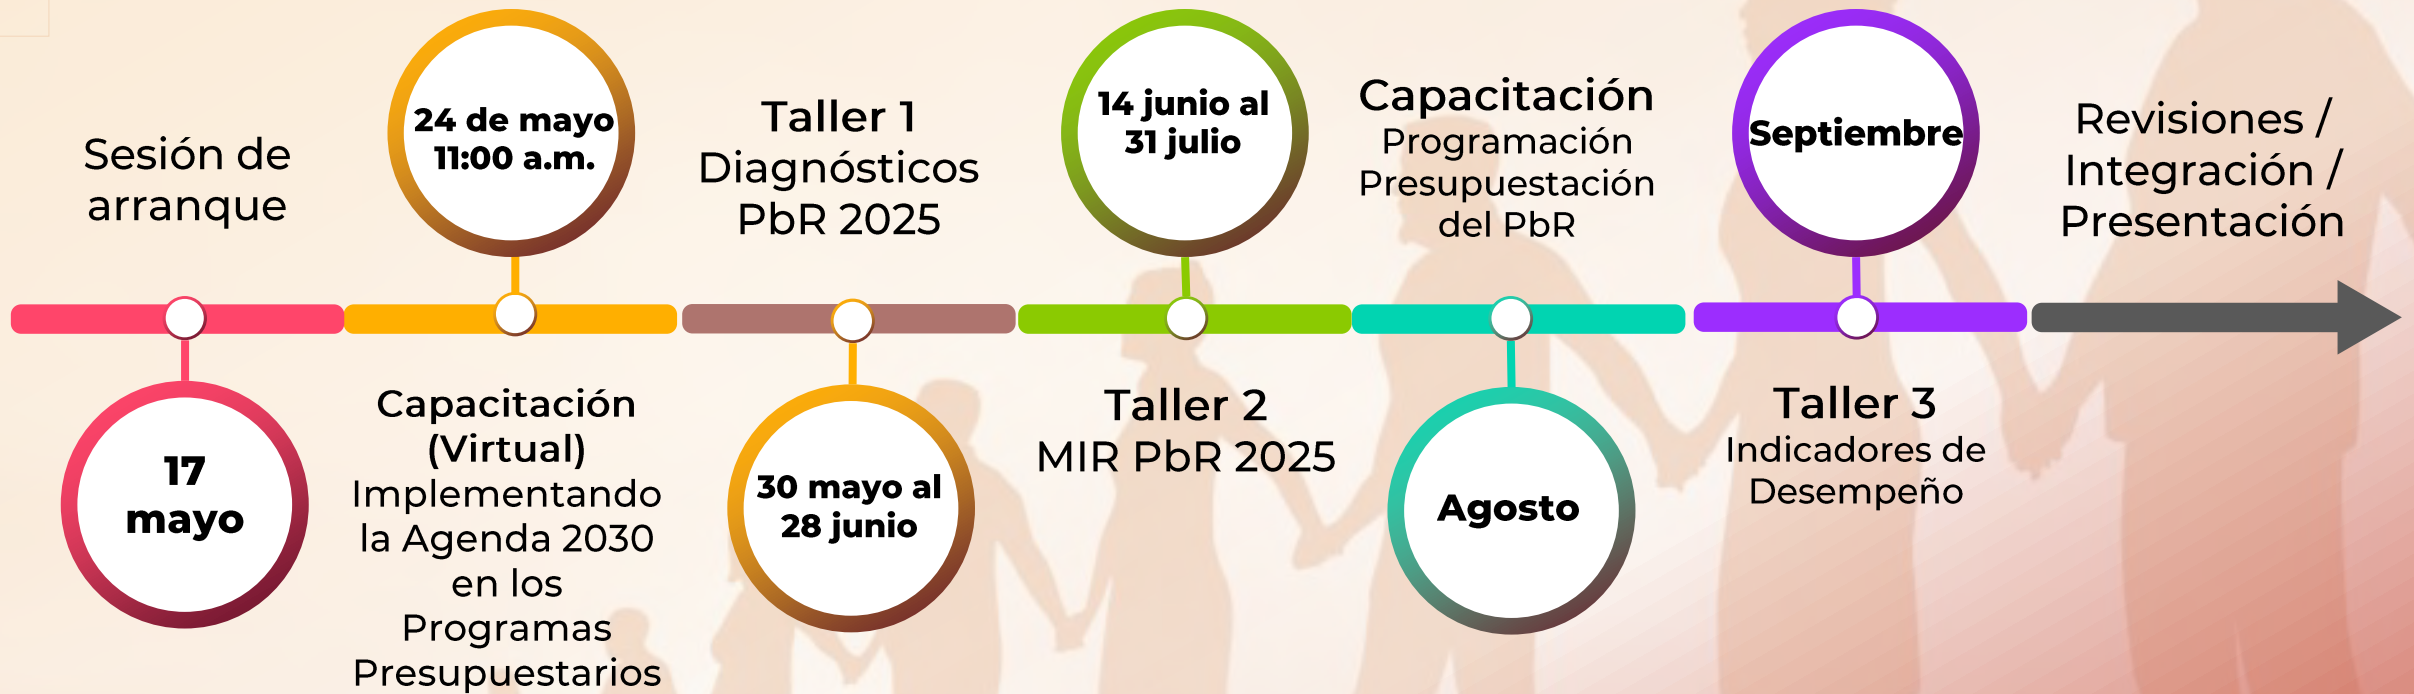 Sesión de
arranque
17
mayo
24 de mayo
11:00 a.m.
Capacitación
(Virtual)
Implementando
la Agenda 2030
en los
Programas
Presupuestarios
Taller 1
Diagnósticos
PbR 2025
30 mayo al
28 junio
14 junio al
31 julio
Taller 2
MIR PbR 2025
Capacitación
Programación
Presupuestación
del PbR
Agosto
Septiembre
Taller 3
Indicadores de
Desempeño
Revisiones /
Integración /
Presentación